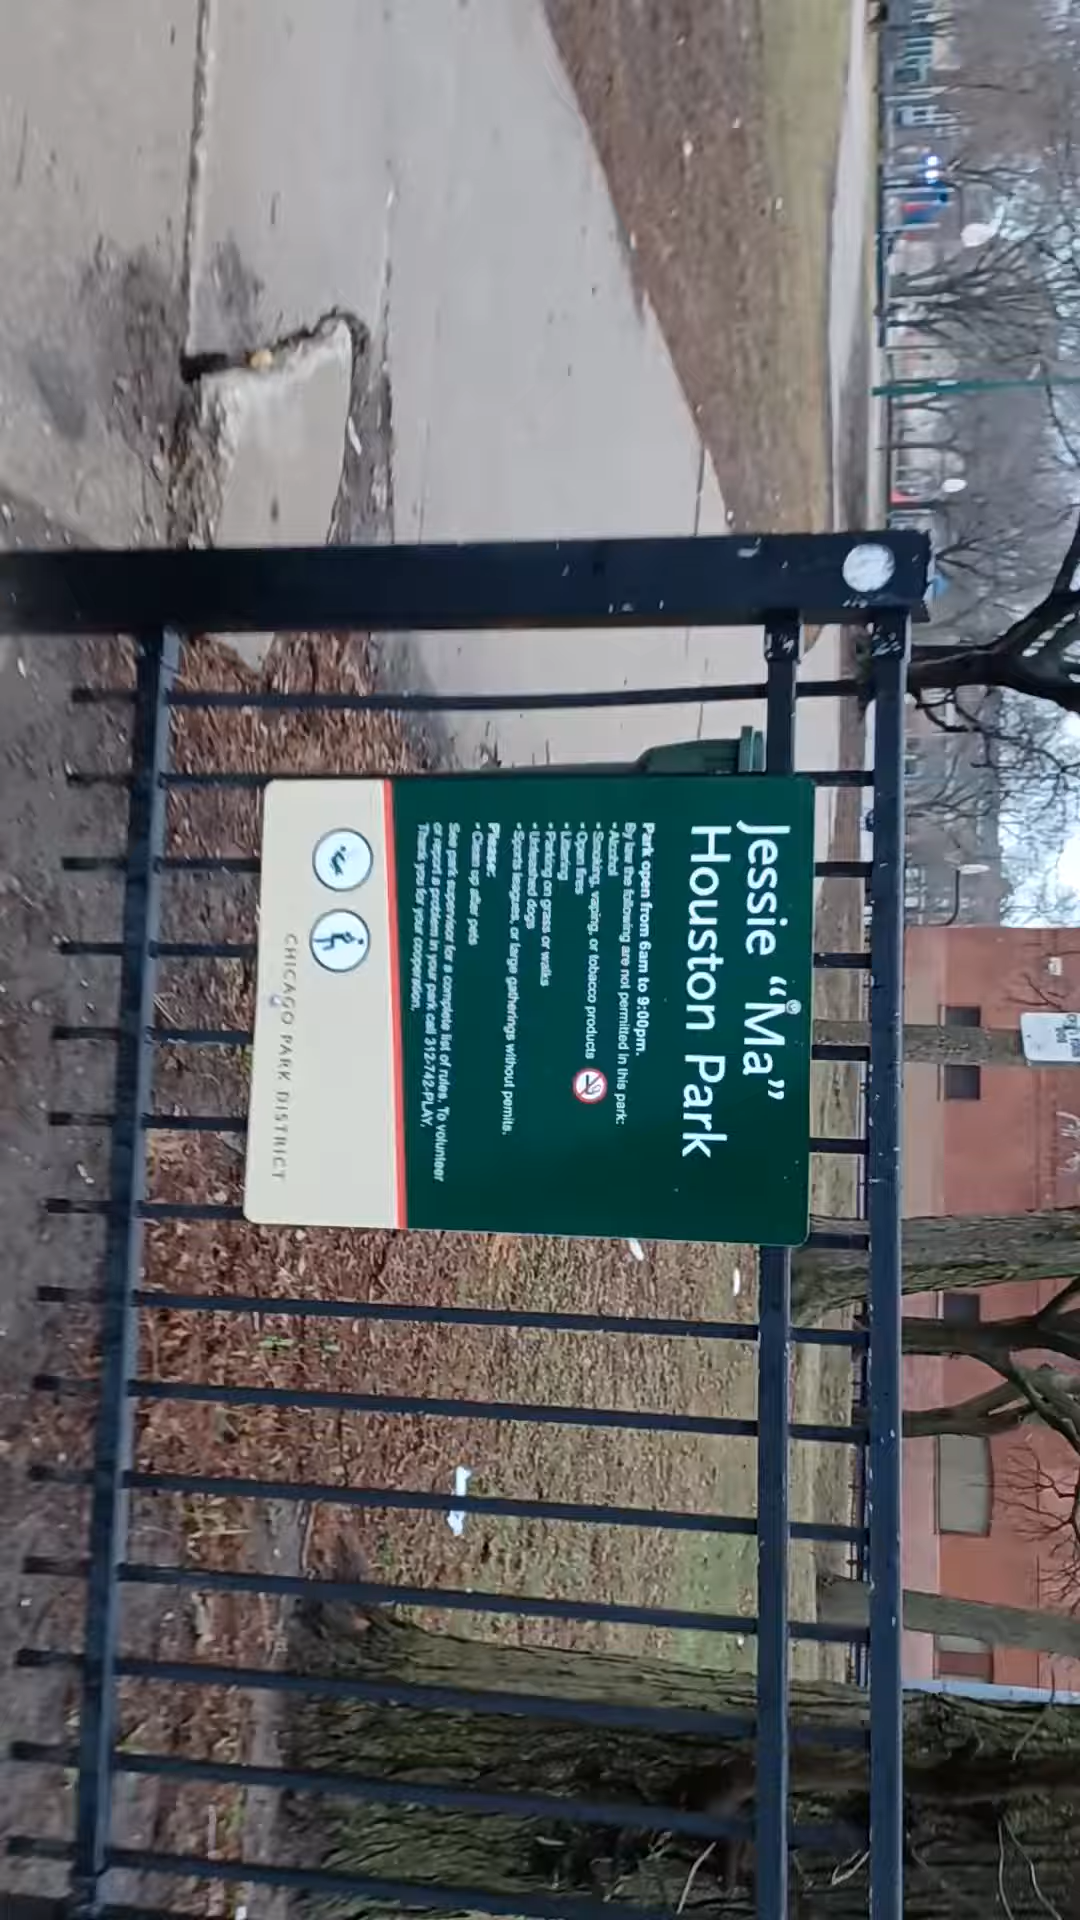 Jessie “Ma”
Houston Park
Park open from 6am to 9:00pm.
By law the following are not permitted in this park:
• Alcohol
• Smoking, vaping, or tobacco products
• Open fires
• Littering
• Parking on grass or walks
• Unleashed dogs
• Sports leagues, or large gatherings without permits.
Please:
• Clean up after pets
See park supervisor for a complete list of rules. To volunteer
or report a problem in your park call 312-742-PLAY.
Thank you for your cooperation.
CHICAGO PARK DISTRICT